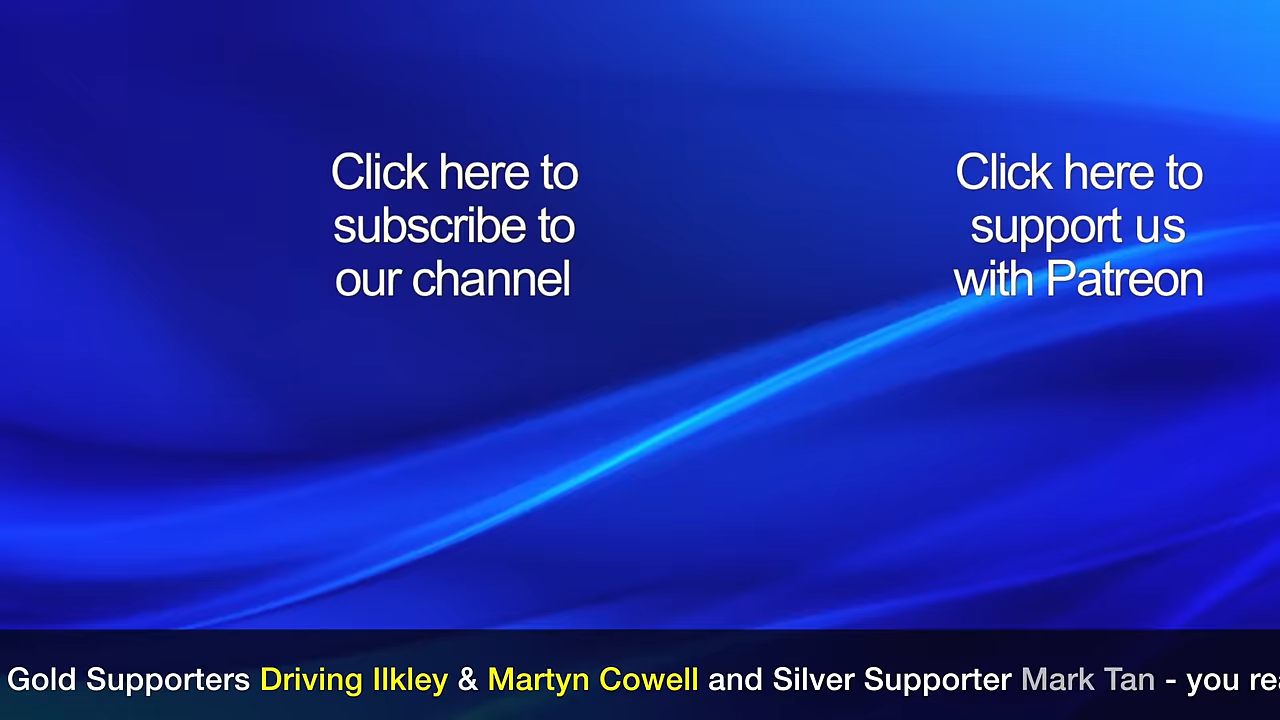 Click here to
subscribe to
our channel
Click here to
support us
with Patreon
Gold Supporters Driving Ilkley & Martyn Cowell and Silver Supporter Mark Tan - you